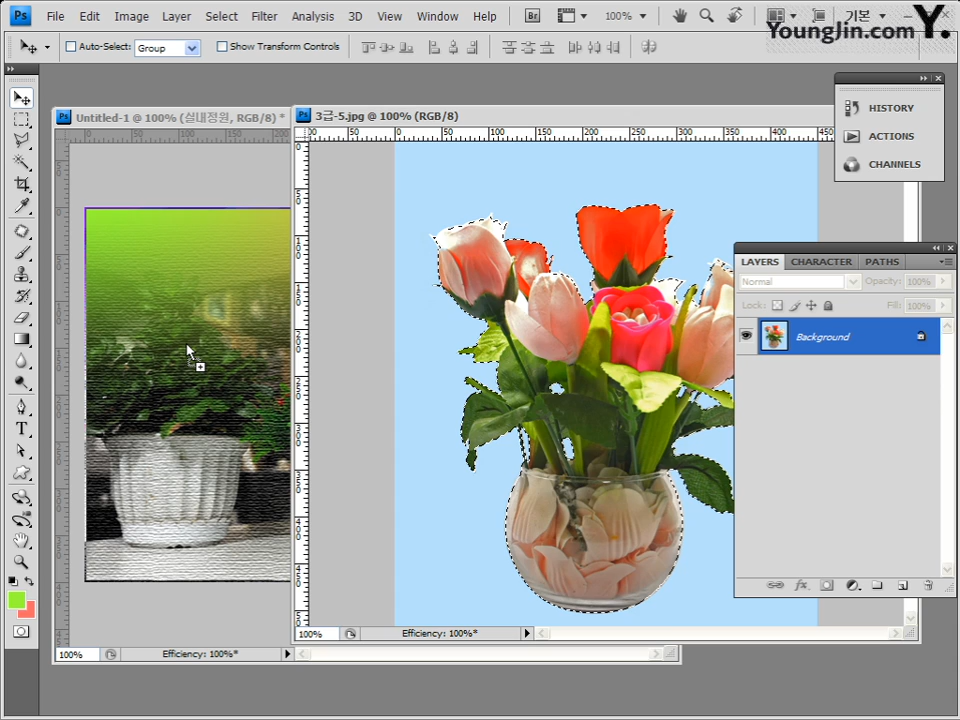 Ps File Edit Image Layer Select Filter Analysis 3D View Window Help Br 100% 기본
YoungJin.com Y.
Auto-Select: Group Show Transform Controls
HISTORY
ACTIONS
CHANNELS
Ps Untitled-1 @ 100% (실내정원, RGB/8) *
Ps 3급-5.jpg @ 100% (RGB/8)
LAYERS CHARACTER PATHS
Normal Opacity: 100%
Lock: Fill: 100%
Background
T
100% Efficiency: 100%*
100% Efficiency: 100%*